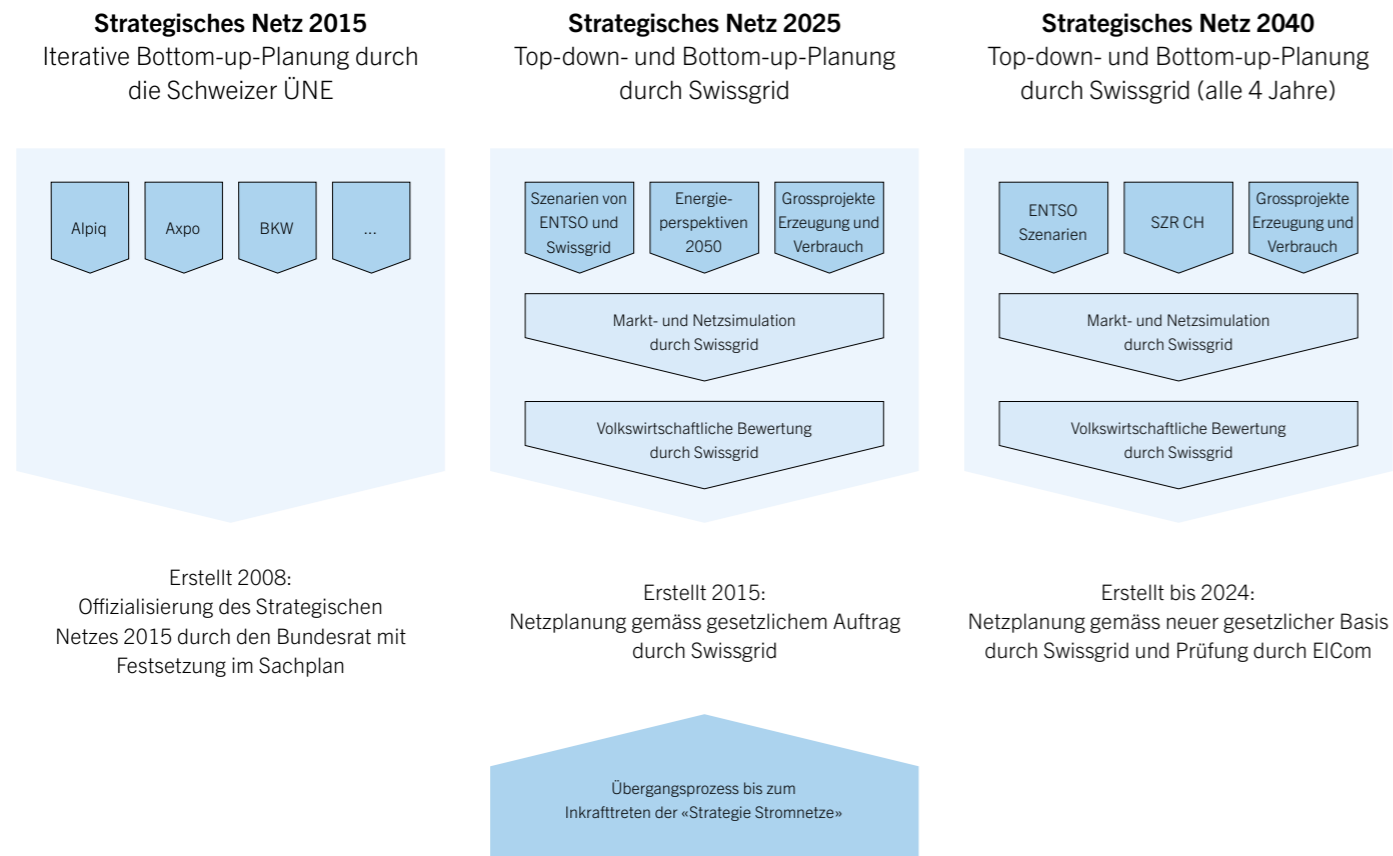 Strategisches Netz 2015
Iterative Bottom-up-Planung durch
die Schweizer ÜNE
Alpiq
Axpo
BKW
...
Erstellt 2008:
Offizialisierung des Strategischen
Netzes 2015 durch den Bundesrat mit
Festsetzung im Sachplan
Strategisches Netz 2025
Top-down- und Bottom-up-Planung
durch Swissgrid
Szenarien von
ENTSO und
Swissgrid
Energie-
perspektiven
2050
Grossprojekte
Erzeugung und
Verbrauch
Markt- und Netzsimulation
durch Swissgrid
Volkswirtschaftliche Bewertung
durch Swissgrid
Erstellt 2015:
Netzplanung gemäss gesetzlichem Auftrag
durch Swissgrid
Übergangsprozess bis zum
Inkrafttreten der «Strategie Stromnetze»
Strategisches Netz 2040
Top-down- und Bottom-up-Planung
durch Swissgrid (alle 4 Jahre)
ENTSO
Szenarien
SZR CH
Grossprojekte
Erzeugung und
Verbrauch
Markt- und Netzsimulation
durch Swissgrid
Volkswirtschaftliche Bewertung
durch Swissgrid
Erstellt bis 2024:
Netzplanung gemäss neuer gesetzlicher Basis
durch Swissgrid und Prüfung durch ElCom